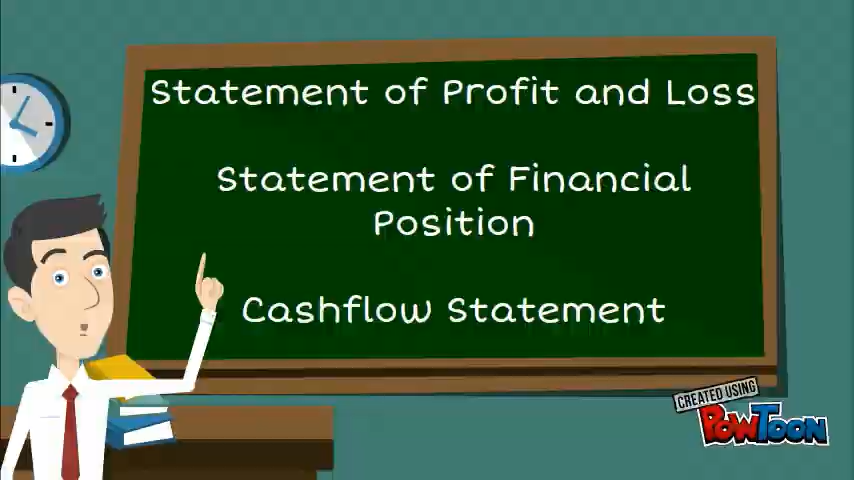 Statement of Profit and Loss
Statement of Financial
Position
Cashflow Statement
CREATED USING
POWTOON